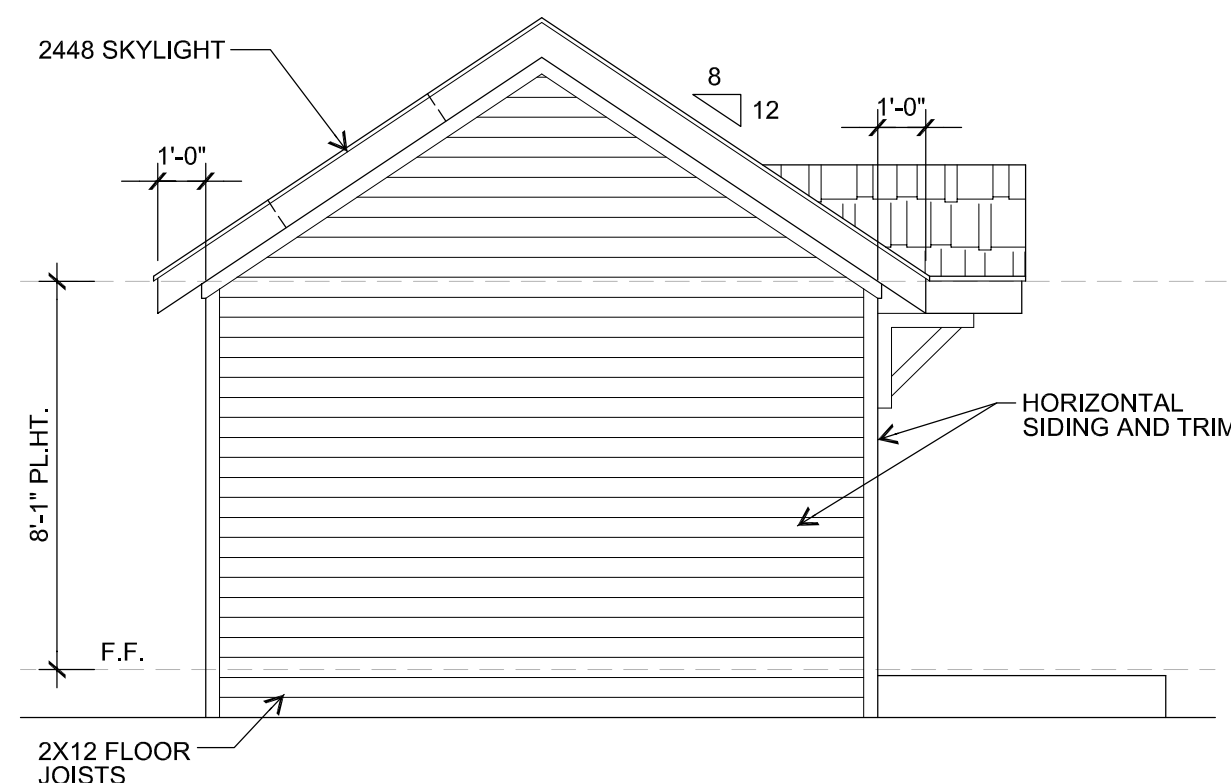 2448 SKYLIGHT
8
12
1'-0"
1'-0"
8'-1" PL.HT.
HORIZONTAL
SIDING AND TRIM
F.F.
2X12 FLOOR
JOISTS